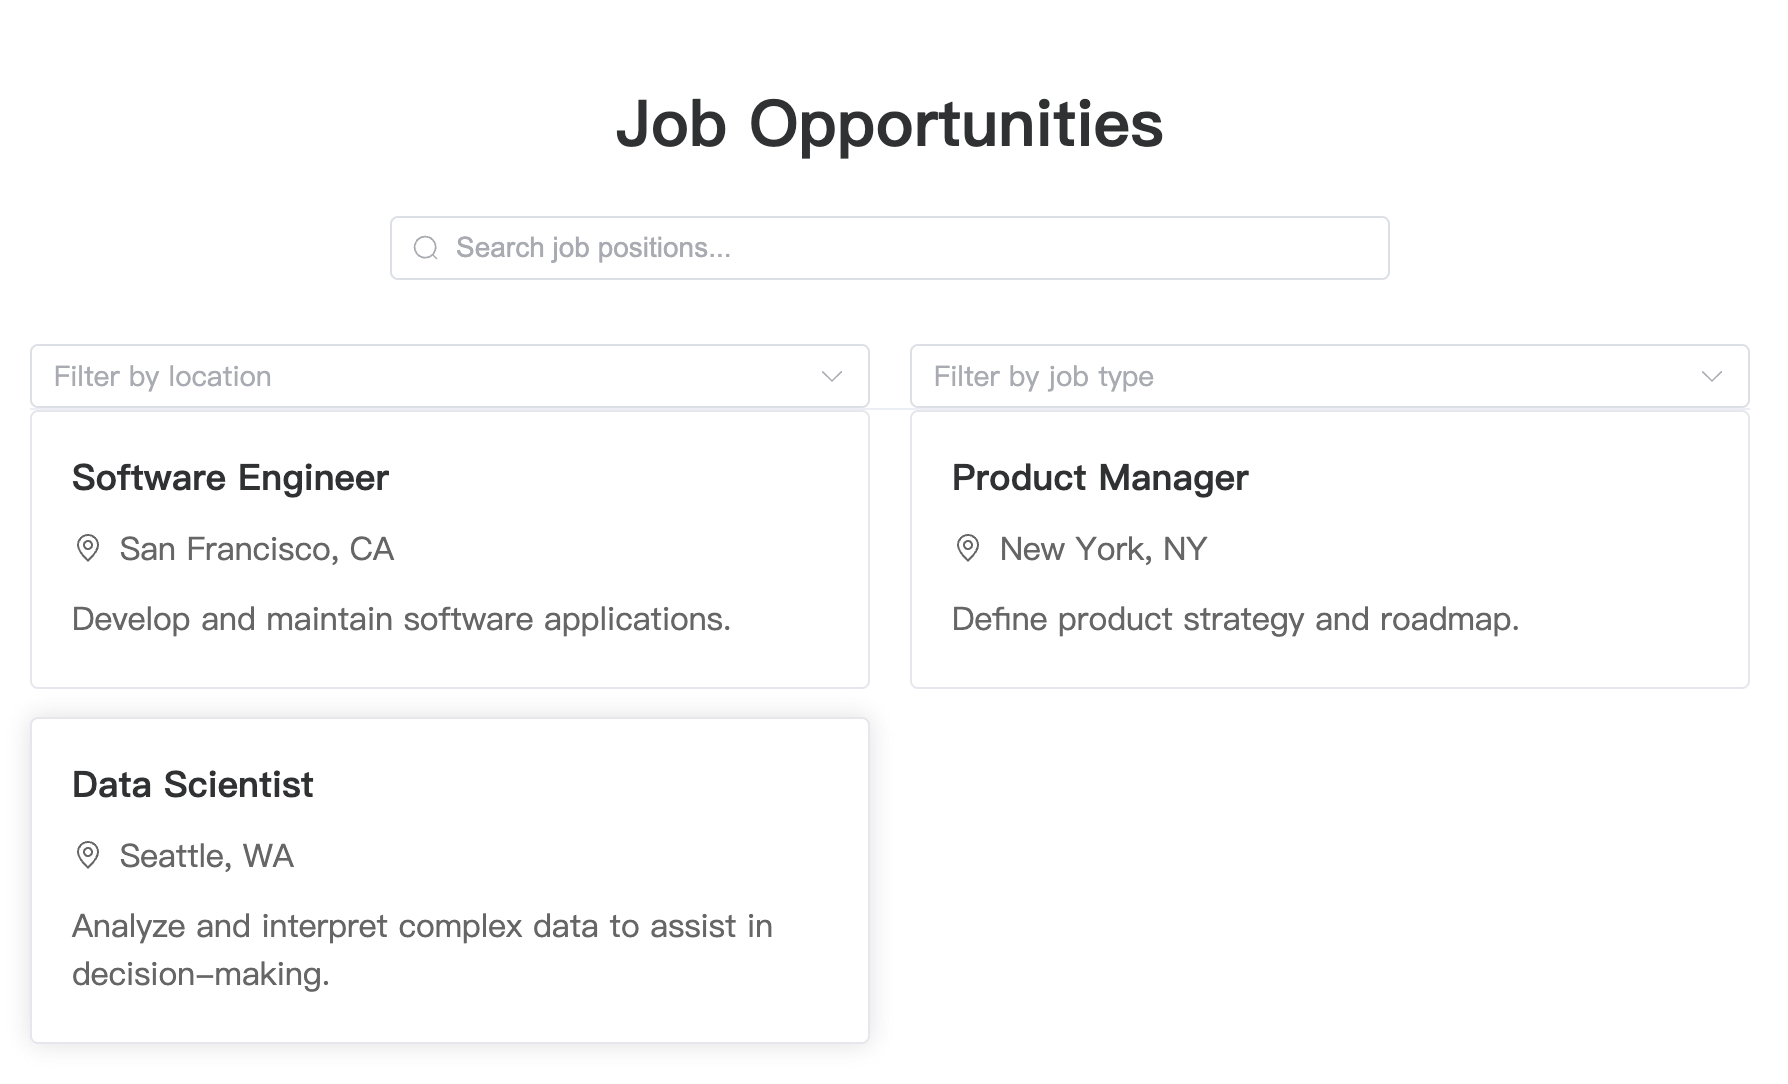 Job Opportunities
Search job positions...
Filter by location
Filter by job type
Software Engineer
San Francisco, CA
Develop and maintain software applications.
Product Manager
New York, NY
Define product strategy and roadmap.
Data Scientist
Seattle, WA
Analyze and interpret complex data to assist in
decision-making.